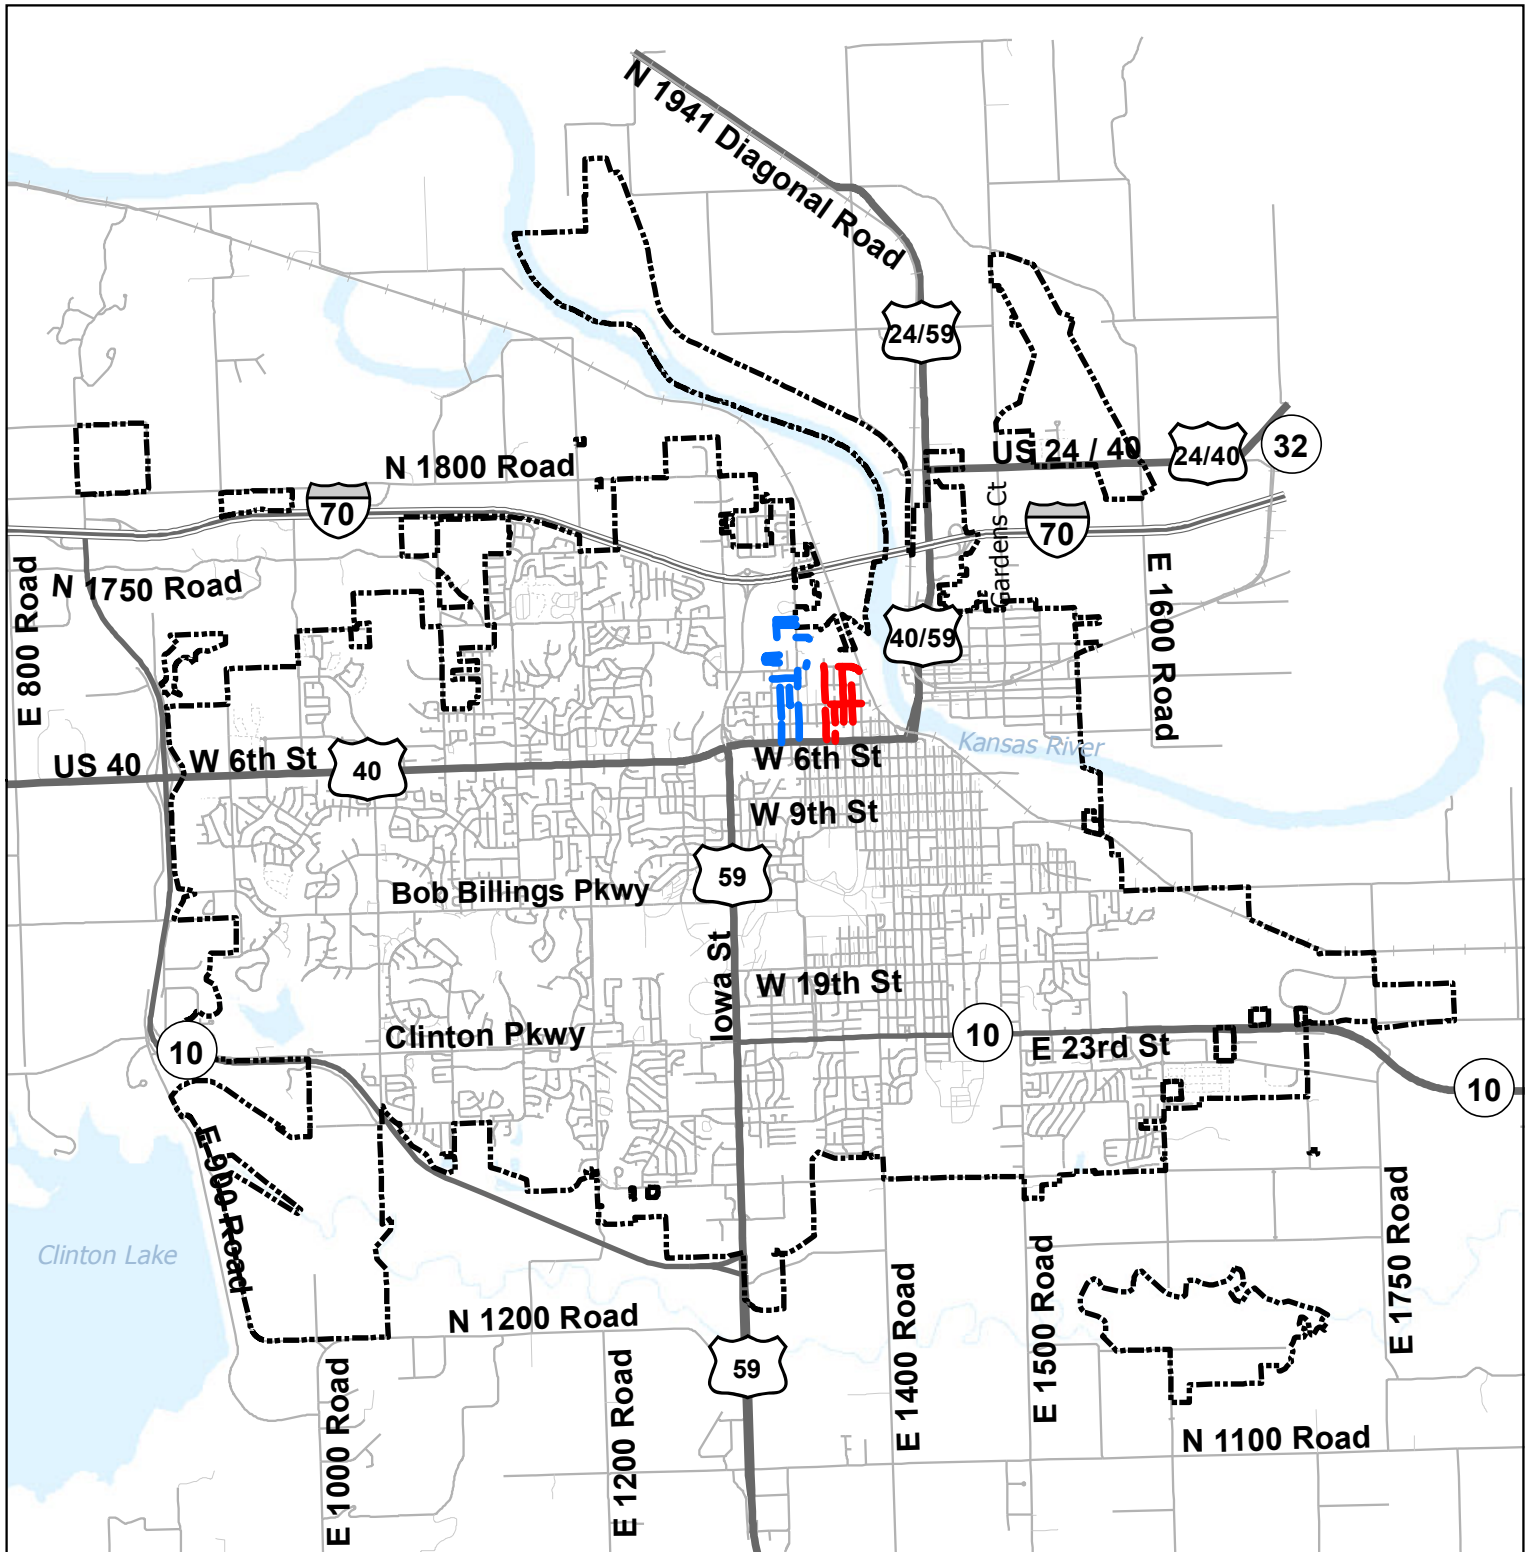 N 1941 Diagonal Road
24/59
US 24 / 40
24/40
32
N 1800 Road
70
Gardens Ct
70
E 800 Road
N 1750 Road
E 1600 Road
40/59
US 40
W 6th St
40
W 6th St
Kansas River
W 9th St
59
Bob Billings Pkwy
Iowa St
W 19th St
10
Clinton Pkwy
10
E 23rd St
10
E 900 Road
Clinton Lake
E 1750 Road
N 1200 Road
59
E 1400 Road
E 1500 Road
E 1000 Road
E 1200 Road
N 1100 Road